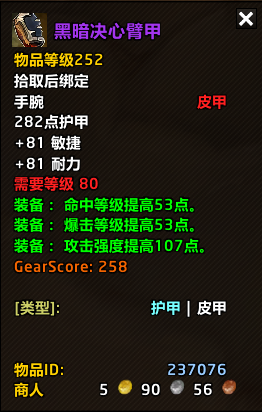 黑暗决心臂甲
物品等级252
拾取后绑定
手腕 皮甲
282点护甲
+81 敏捷
+81 耐力
需要等级 80
装备： 命中等级提高53点。
装备： 爆击等级提高53点。
装备： 攻击强度提高107点。
GearScore: 258
[类型]: 护甲 | 皮甲
物品ID: 237076
商人 5 90 56